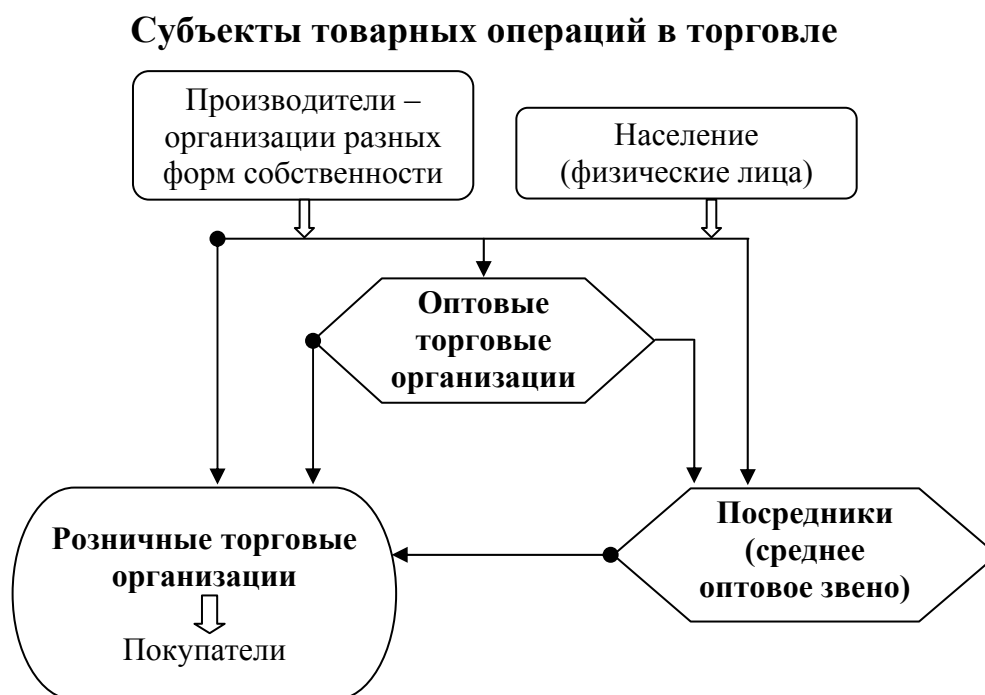 Субъекты товарных операций в торговле
Производители –
организации разных
форм собственности
Население
(физические лица)
Оптовые
торговые
организации
Розничные торговые
организации
Покупатели
Посредники
(среднее
оптовое звено)